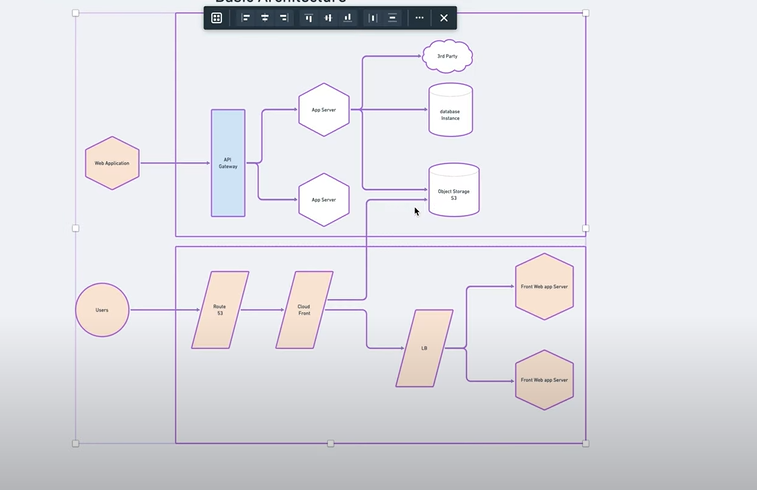 Basic Architecture
3rd Party
App Server
database
Instance
Web Application
API
Gateway
App Server
Object Storage
S3
Users
Route
53
Cloud
Front
Front Web app Server
LB
Front Web app Server